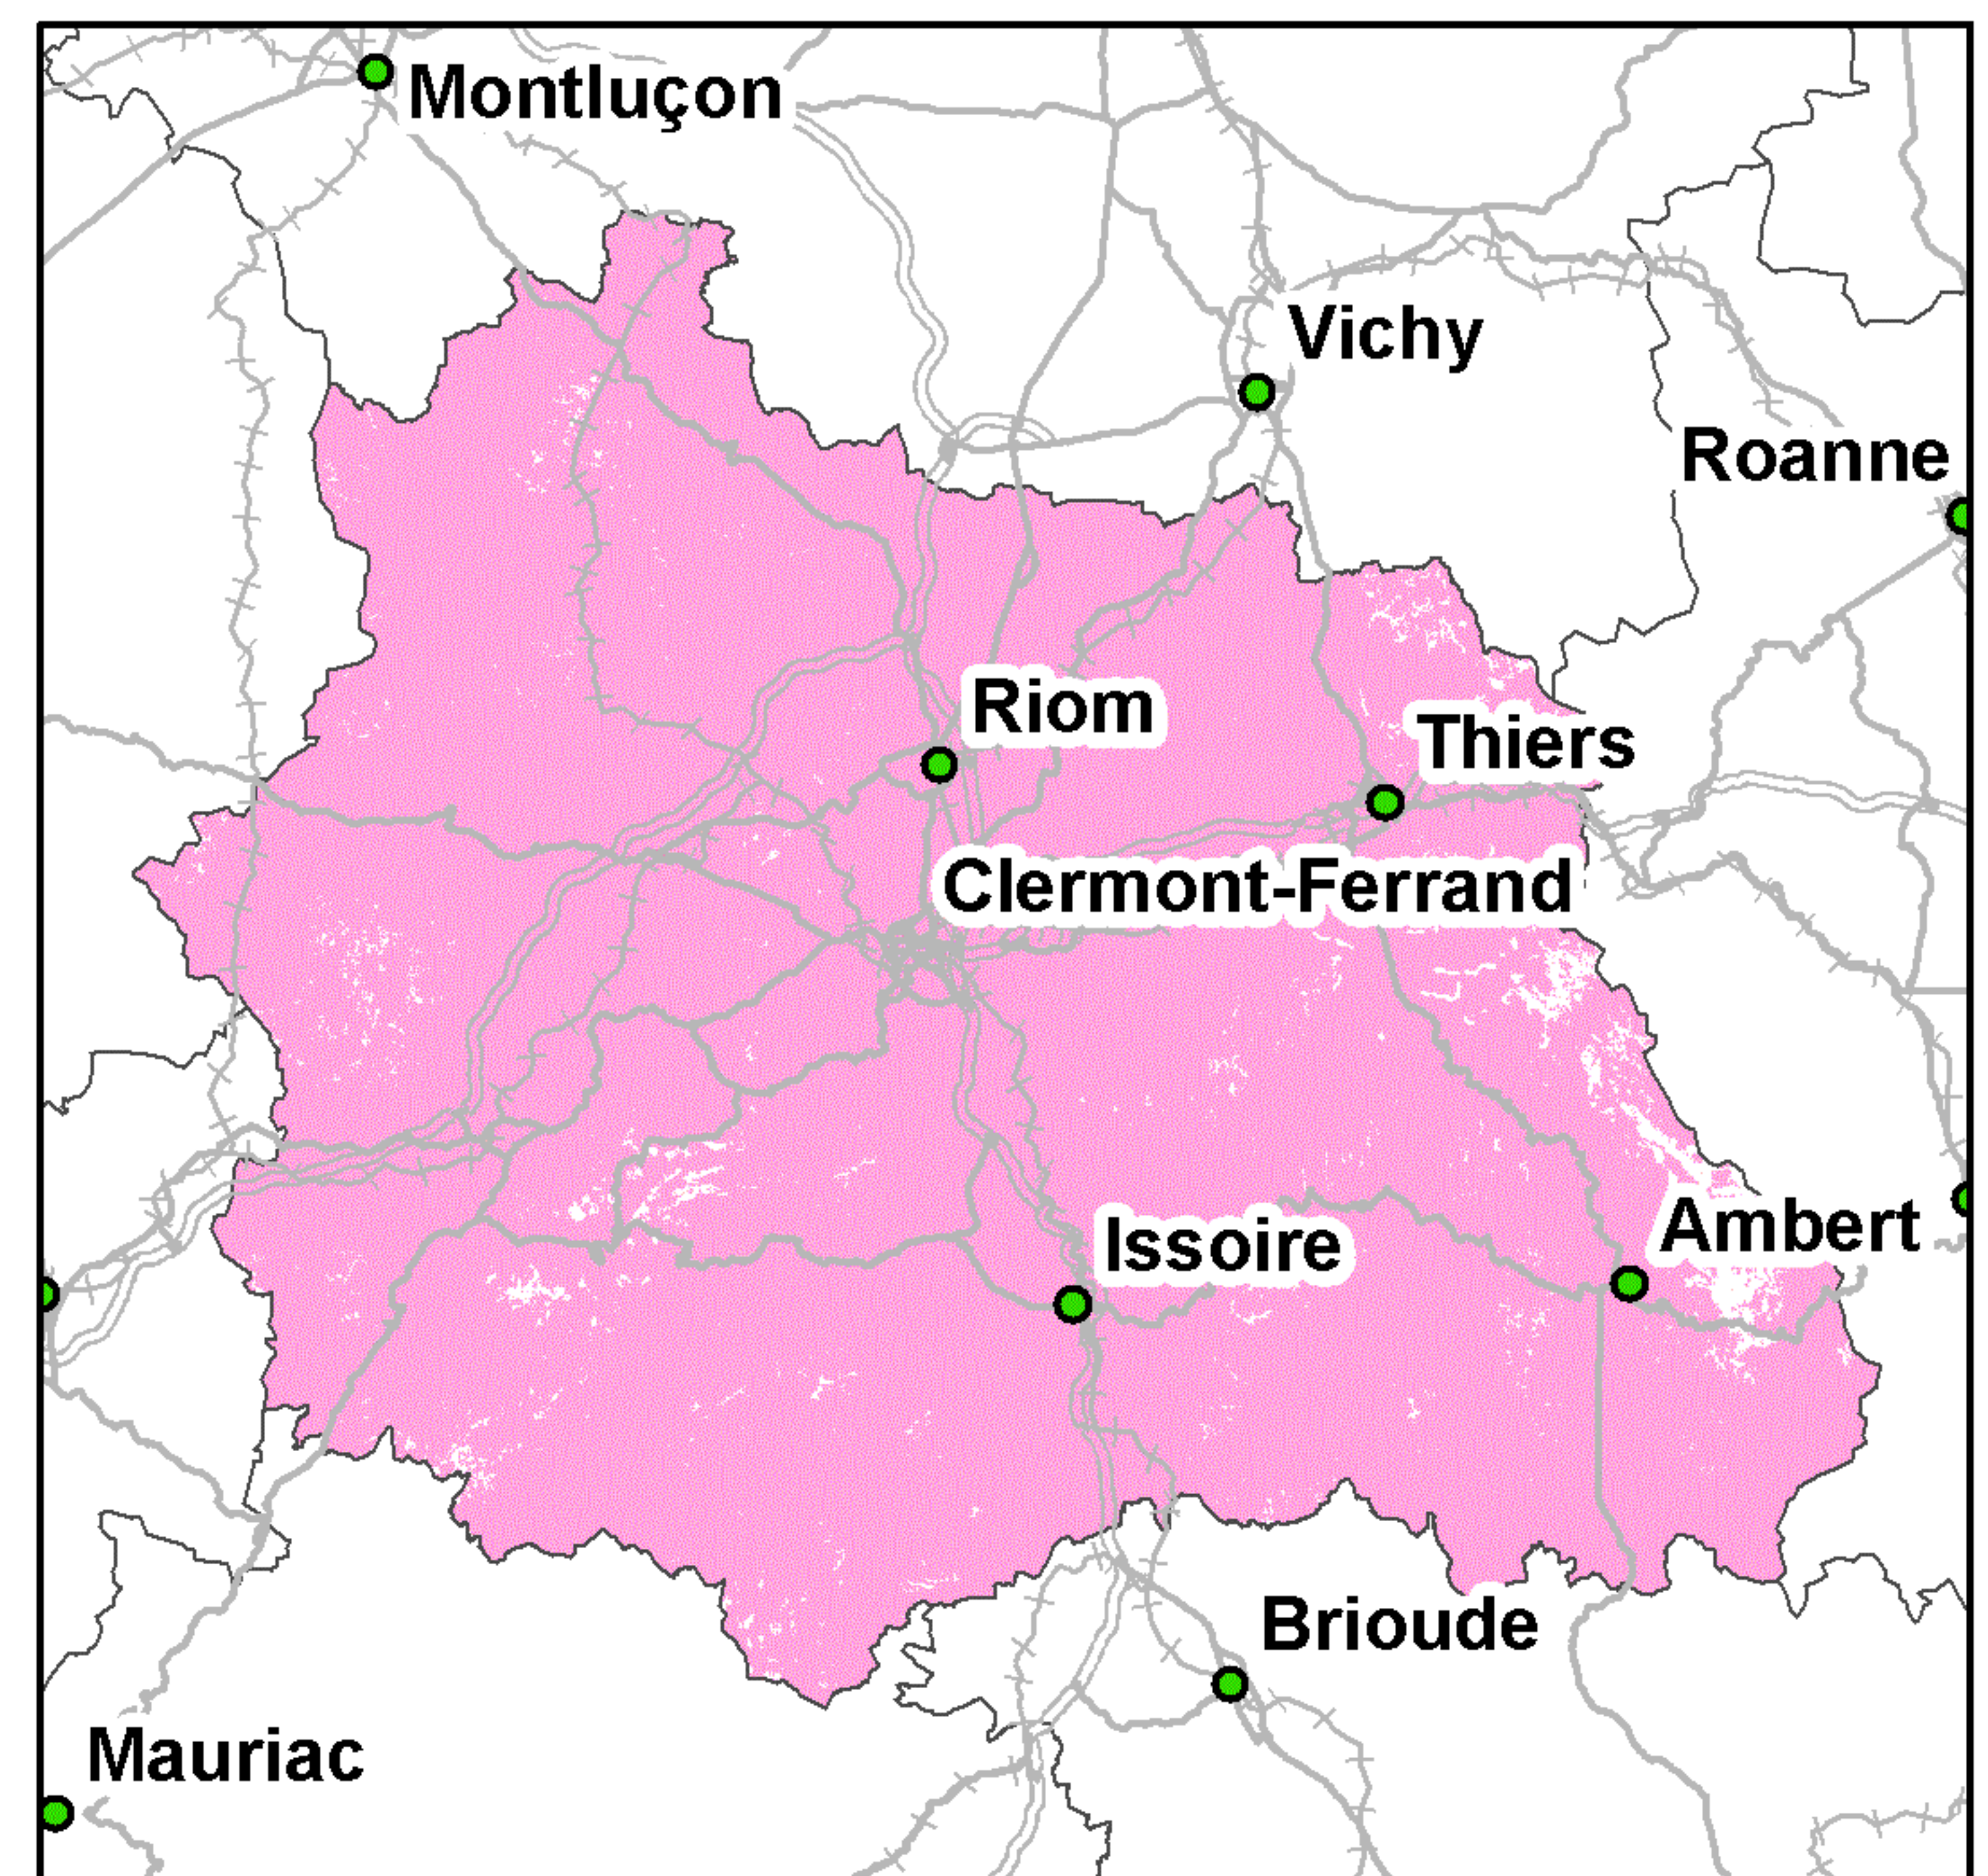 Montluçon
Vichy
Roanne
Riom
Thiers
Clermont-Ferrand
Ambert
Issoire
Brioude
Mauriac